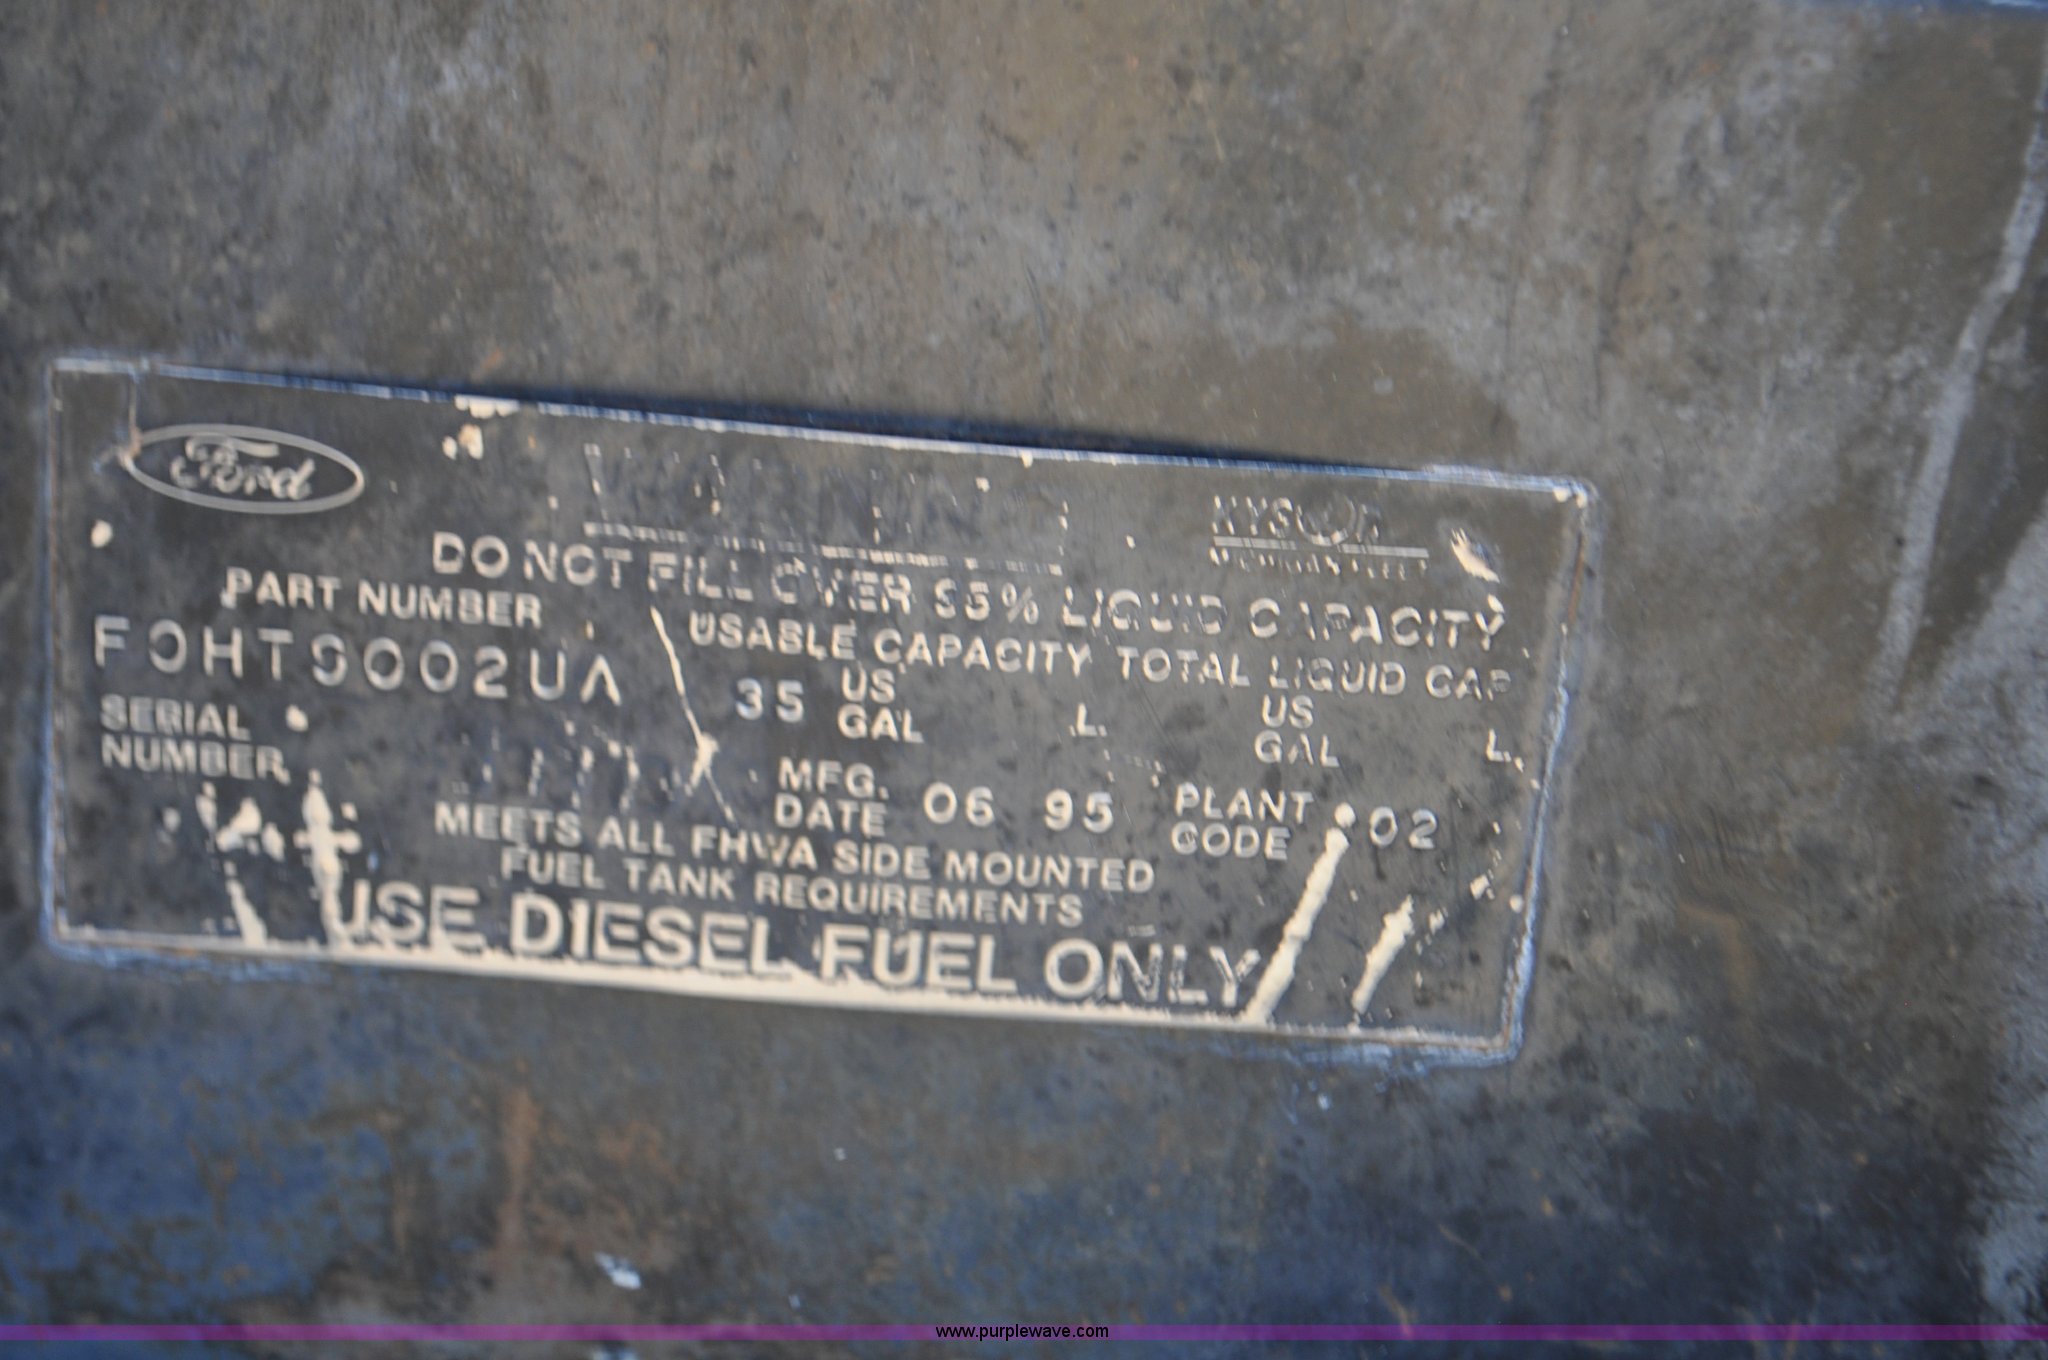 Ford
WARNING
KYSOR
DO NOT FILL OVER 95% LIQUID CAPACITY
PART NUMBER
USABLE CAPACITY TOTAL LIQUID CAP
F0HT9002UA
35 US GAL L. US GAL L.
SERIAL NUMBER
MFG. DATE 06 95 PLANT CODE 02
MEETS ALL FHWA SIDE MOUNTED
FUEL TANK REQUIREMENTS
USE DIESEL FUEL ONLY
www.purplewave.com